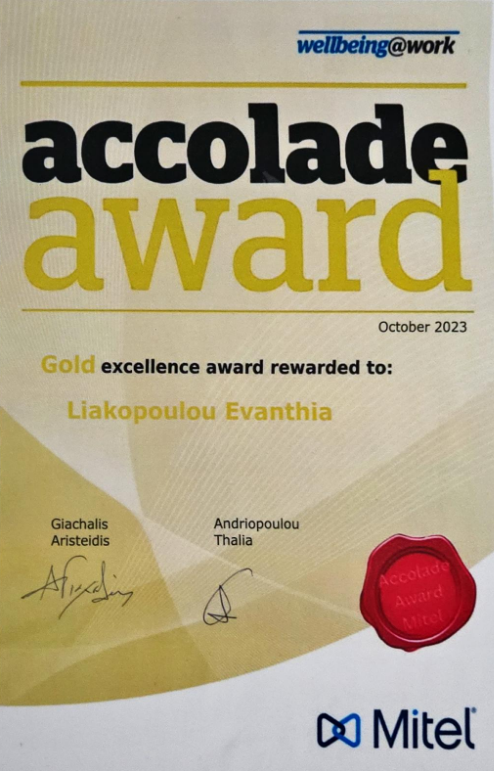 wellbeing@work
accolade
award
October 2023
Gold excellence award rewarded to:
Liakopoulou Evanthia
Giachalis
Aristeidis
Andriopoulou
Thalia
Accolade
Award
Mitel
Mitel